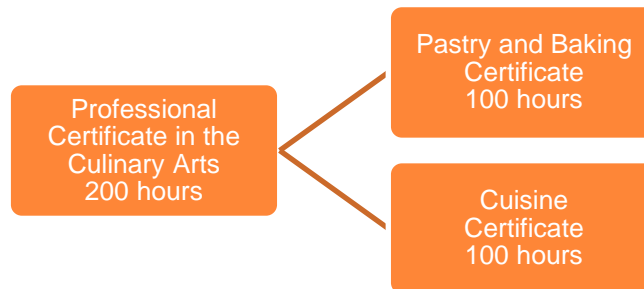 Professional
Certificate in the
Culinary Arts
200 hours
Pastry and Baking
Certificate
100 hours
Cuisine
Certificate
100 hours